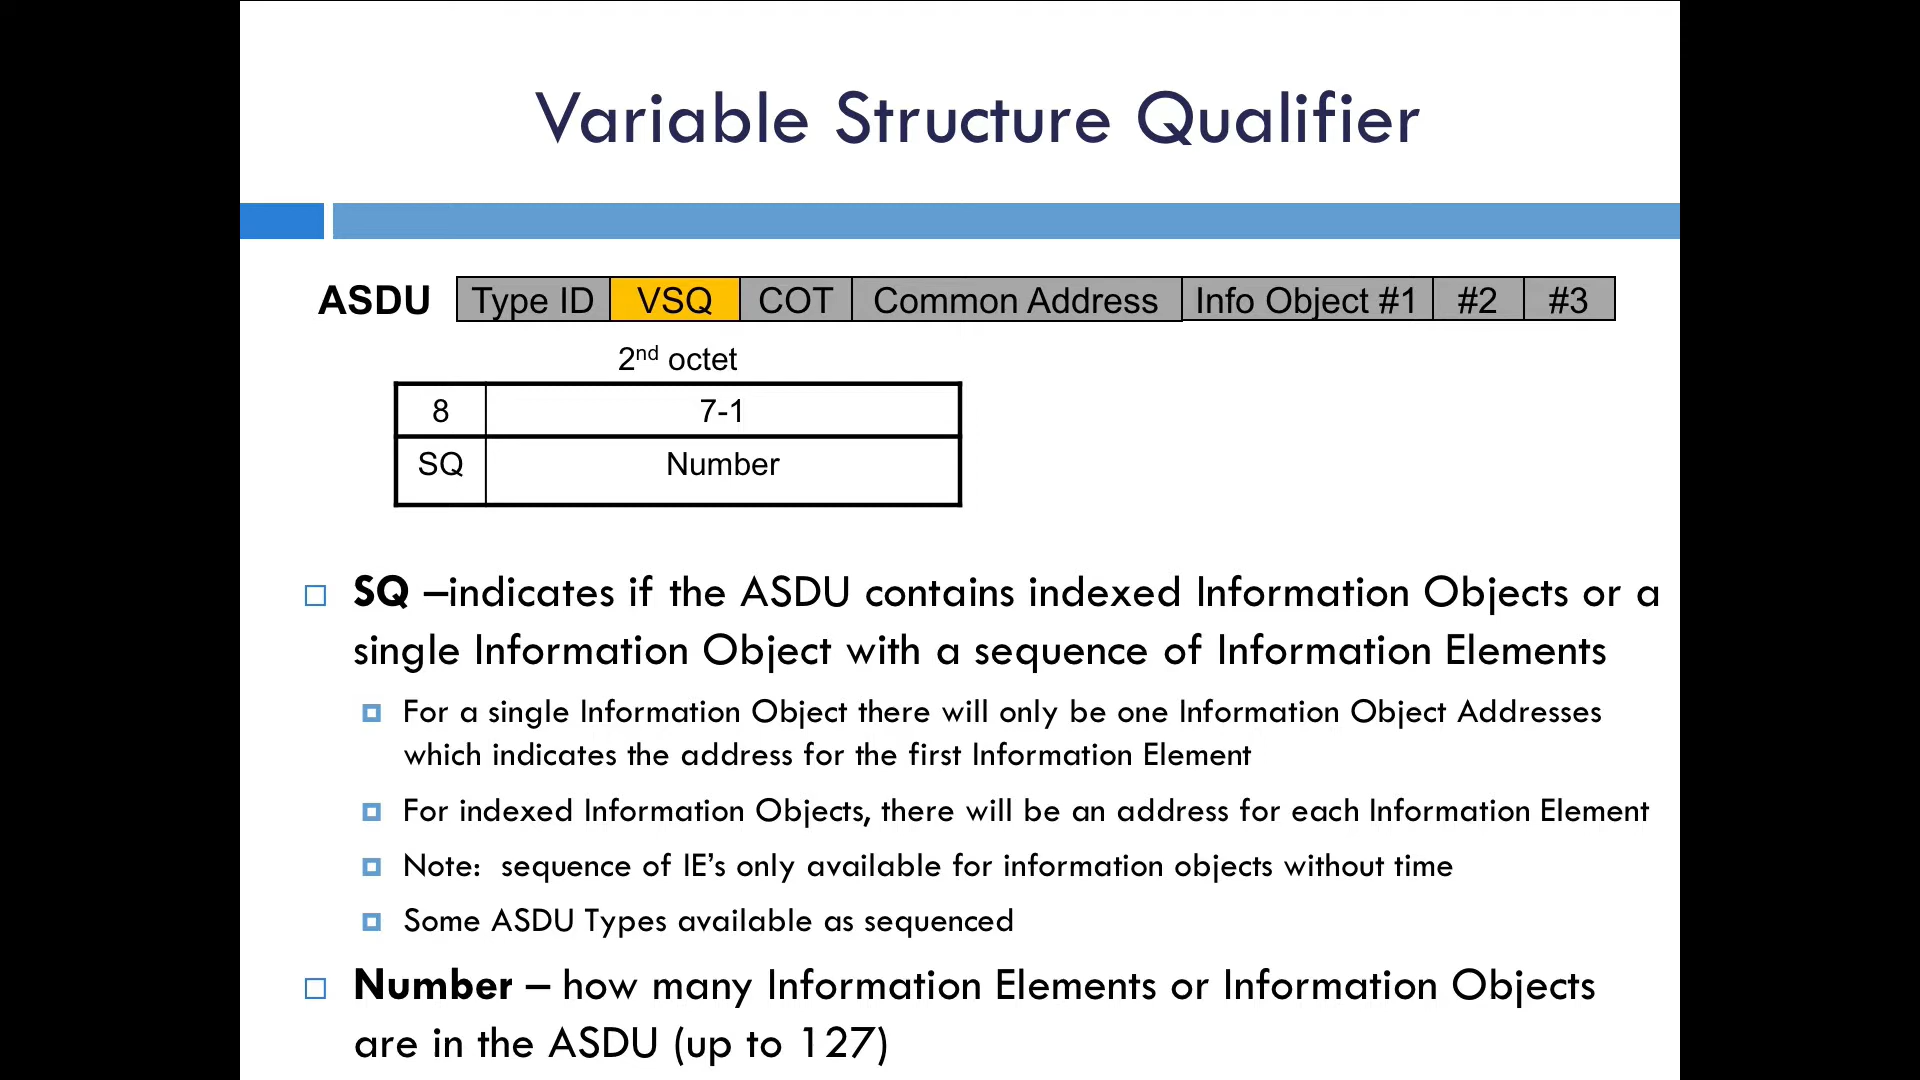 Variable Structure Qualifier
ASDU Type ID VSQ COT Common Address Info Object #1 #2 #3
2nd octet
8 7-1
SQ Number
SQ –indicates if the ASDU contains indexed Information Objects or a
single Information Object with a sequence of Information Elements
For a single Information Object there will only be one Information Object Addresses
which indicates the address for the first Information Element
For indexed Information Objects, there will be an address for each Information Element
Note: sequence of IE’s only available for information objects without time
Some ASDU Types available as sequenced
Number – how many Information Elements or Information Objects
are in the ASDU (up to 127)